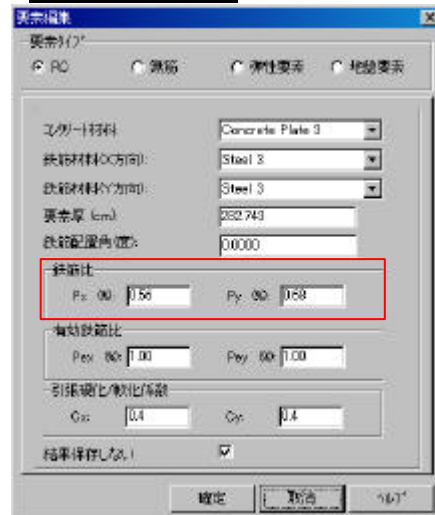 要素編集
要素タイプ
RC 無筋 弾性要素 地盤要素
コンクリート材料 Concrete Plate 3
鉄筋材料(X方向): Steel 3
鉄筋材料(Y方向): Steel 3
要素厚 (cm): 282.743
鉄筋配置角(度): 0.0000
鉄筋比
Px (%): 0.56 Py (%): 0.68
有効鉄筋比
Pex (%): 1.00 Pey (%): 1.00
引張硬化/軟化係数
Cx: 0.4 Cy: 0.4
結果保存しない
確定 取消 ヘルプ